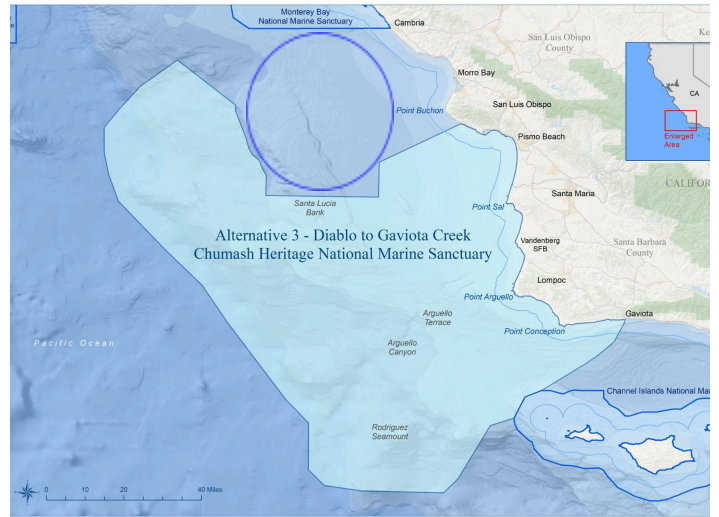 Monterey Bay
National Marine Sanctuary
Cambria
San Luis Obispo
County
Ke
CA
Enlarged
Area
Morro Bay
Point Buchon
San Luis Obispo
Pismo Beach
CALIFOR
Santa Maria
Santa Lucia
Bank
Point Sal
Alternative 3 - Diablo to Gaviota Creek
Chumash Heritage National Marine Sanctuary
Vandenberg
SFB
Santa Barbara
County
Lompoc
Point Arguello
Arguello
Terrace
Gaviota
Point Conception
Pacific Ocean
Arguello
Canyon
Channel Islands National Mar
Rodriguez
Seamount
0 10 20 40 Miles